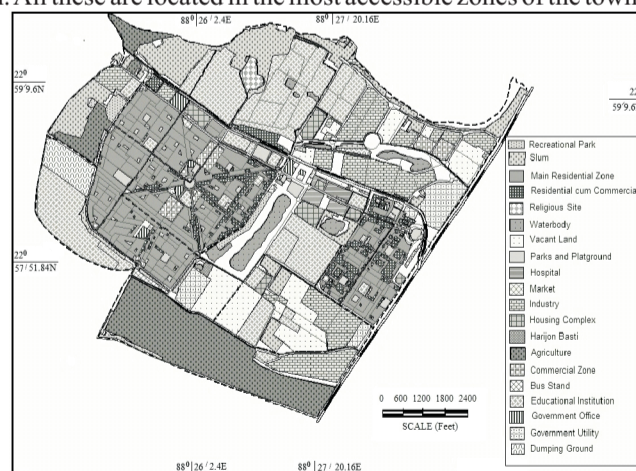 . All these are located in the most accessible zones of the town
88⁰ 26 / 2.4E
88⁰ / 27 / 20.16E
22⁰
59'9.6N
22
59'9.6
Recreational Park
Slum
Main Residential Zone
Residential cum Commercia
Religious Site
Waterbody
Vacant Land
Parks and Platground
Hospital
Market
Industry
Housing Complex
Harijon Basti
Agriculture
Commercial Zone
Bus Stand
Educational Institution
Government Office
Government Utility
Dumping Ground
22⁰
57 / 51.84N
0 600 1200 1800 2400
SCALE (Feet)
88⁰ 26 / 2.4E
88⁰ / 27 / 20.16E